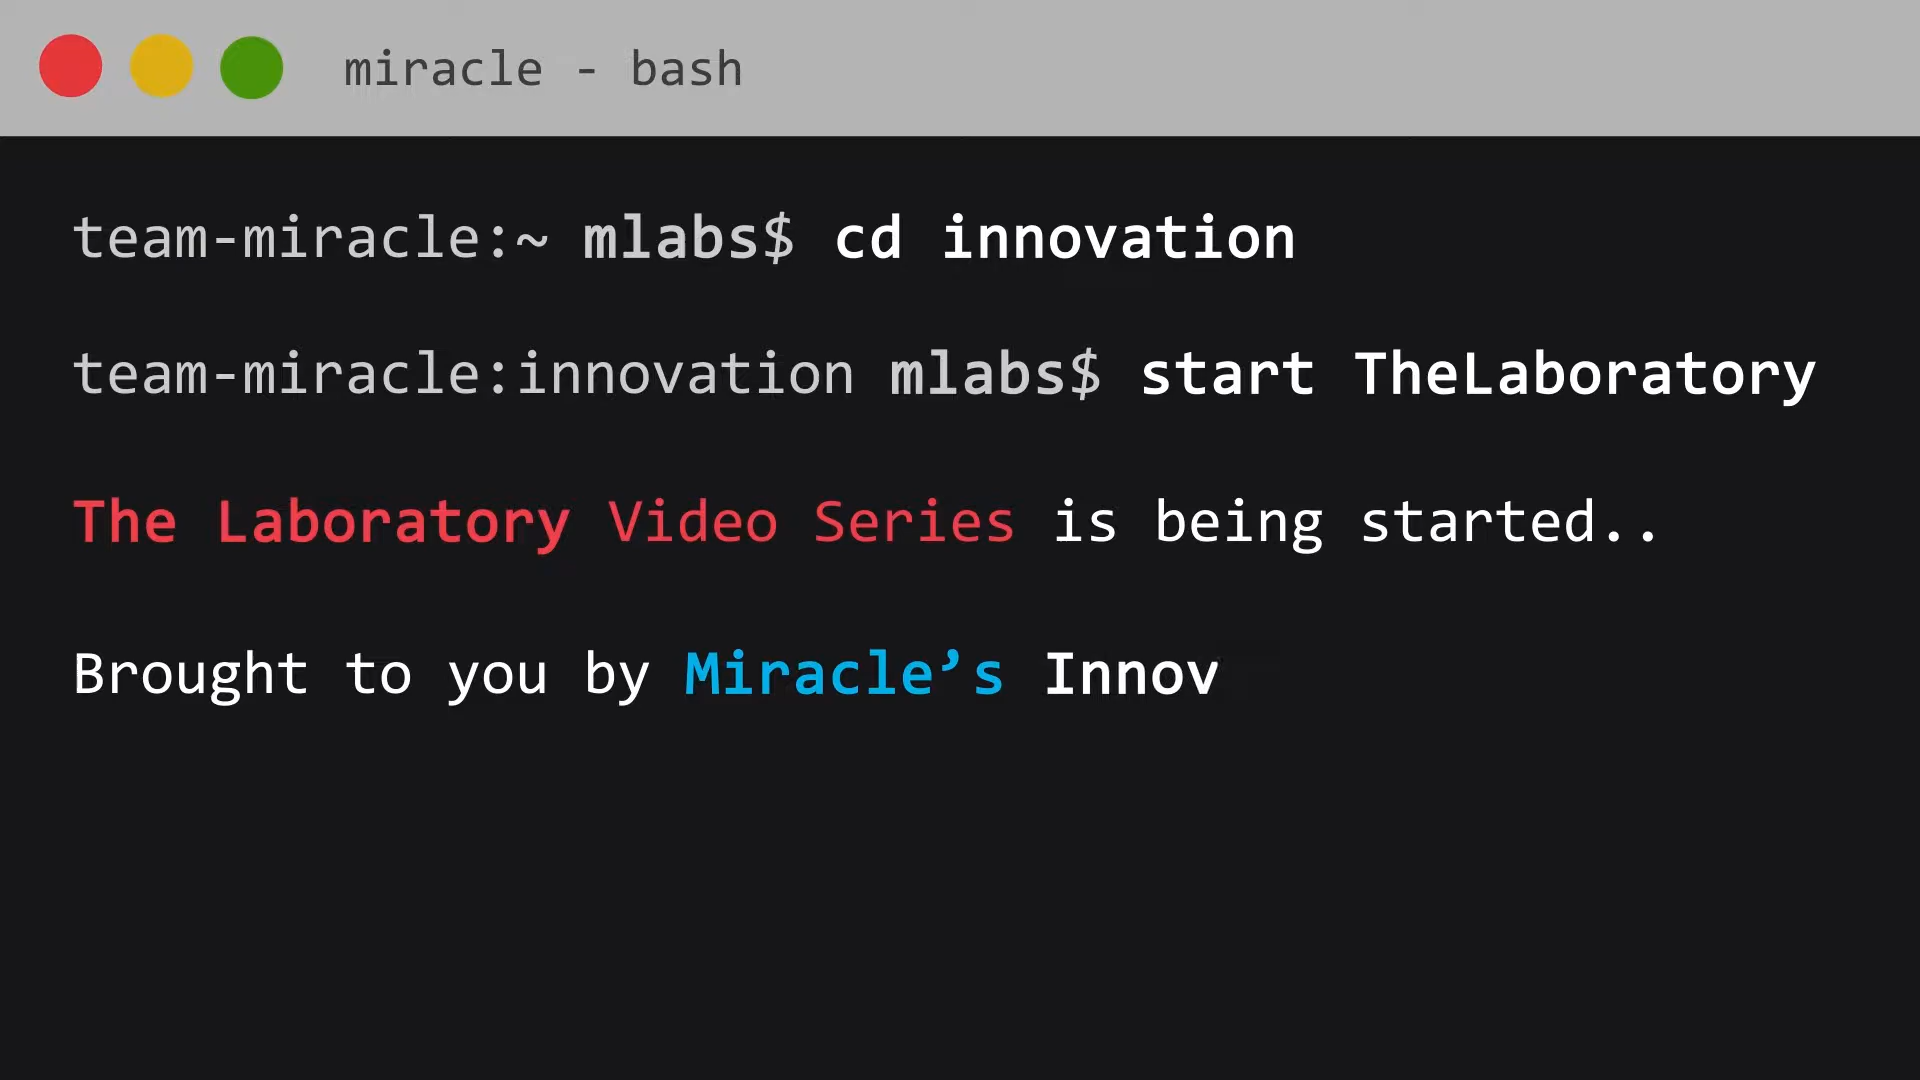 miracle - bash
team-miracle:~ mlabs$ cd innovation
team-miracle:innovation mlabs$ start TheLaboratory
The Laboratory Video Series is being started..
Brought to you by Miracle’s Innov